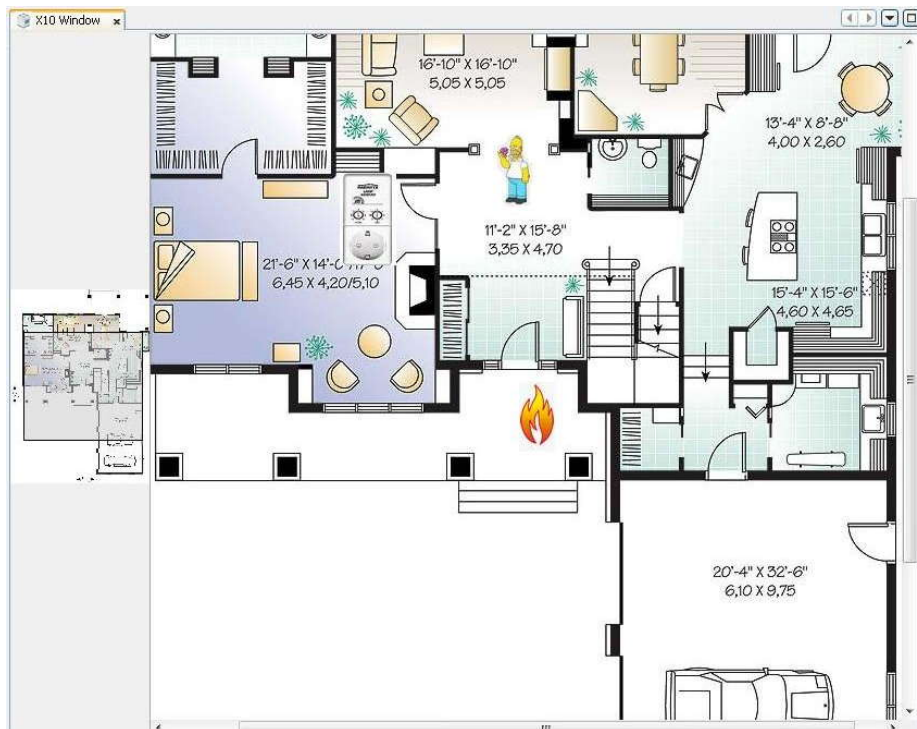 X10 Window
16'-10" X 16'-10"
5,05 X 5,05
13'-4" X 8'-8"
4,00 X 2,60
11'-2" X 15'-8"
3,35 X 4,70
21'-6" X 14'-0"
6,45 X 4,20/5,10
15'-4" X 15'-6"
4,60 X 4,65
20'-4" X 32'-6"
6,10 X 9,75